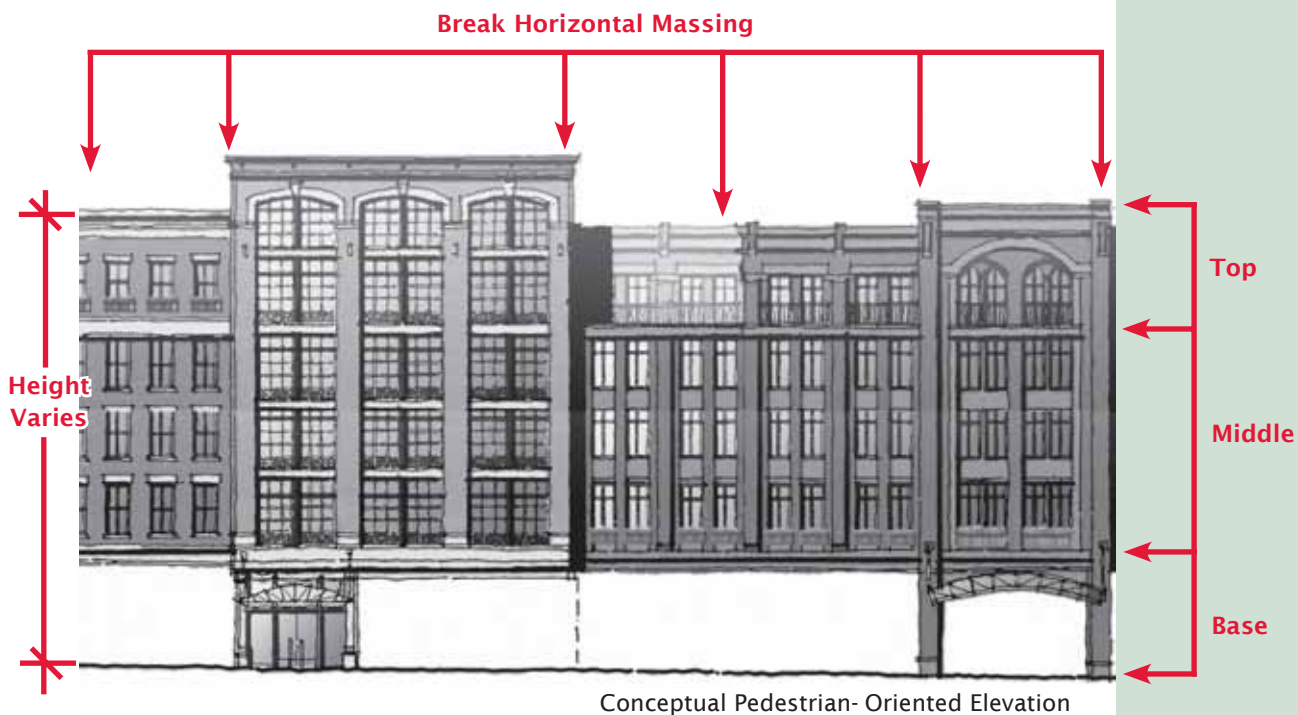 Break Horizontal Massing
Height
Varies
Top
Middle
Base
Conceptual Pedestrian- Oriented Elevation